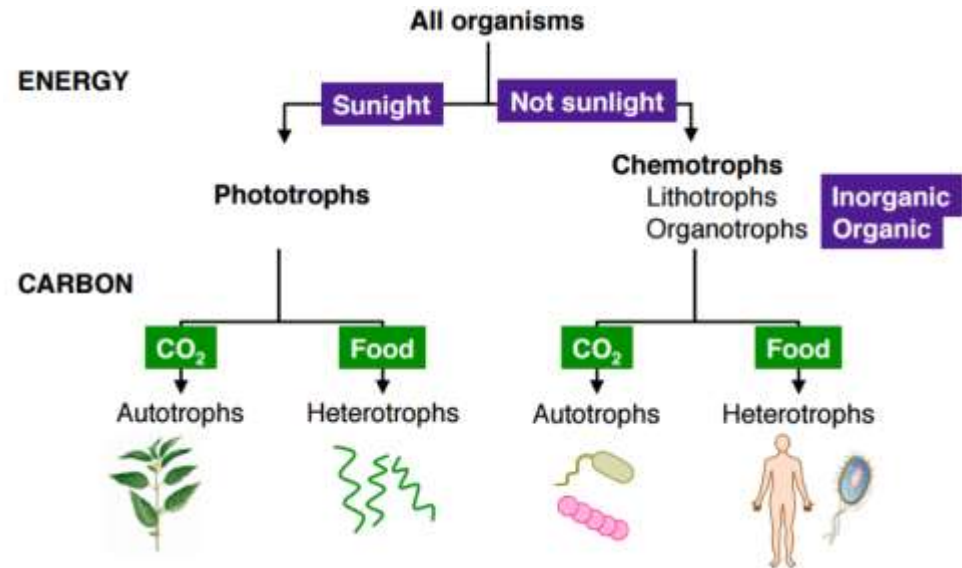 All organisms
ENERGY
Sunight
Not sunlight
Phototrophs
Chemotrophs
Lithotrophs
Inorganic
Organotrophs
Organic
CARBON
CO₂
Food
CO₂
Food
Autotrophs
Heterotrophs
Autotrophs
Heterotrophs